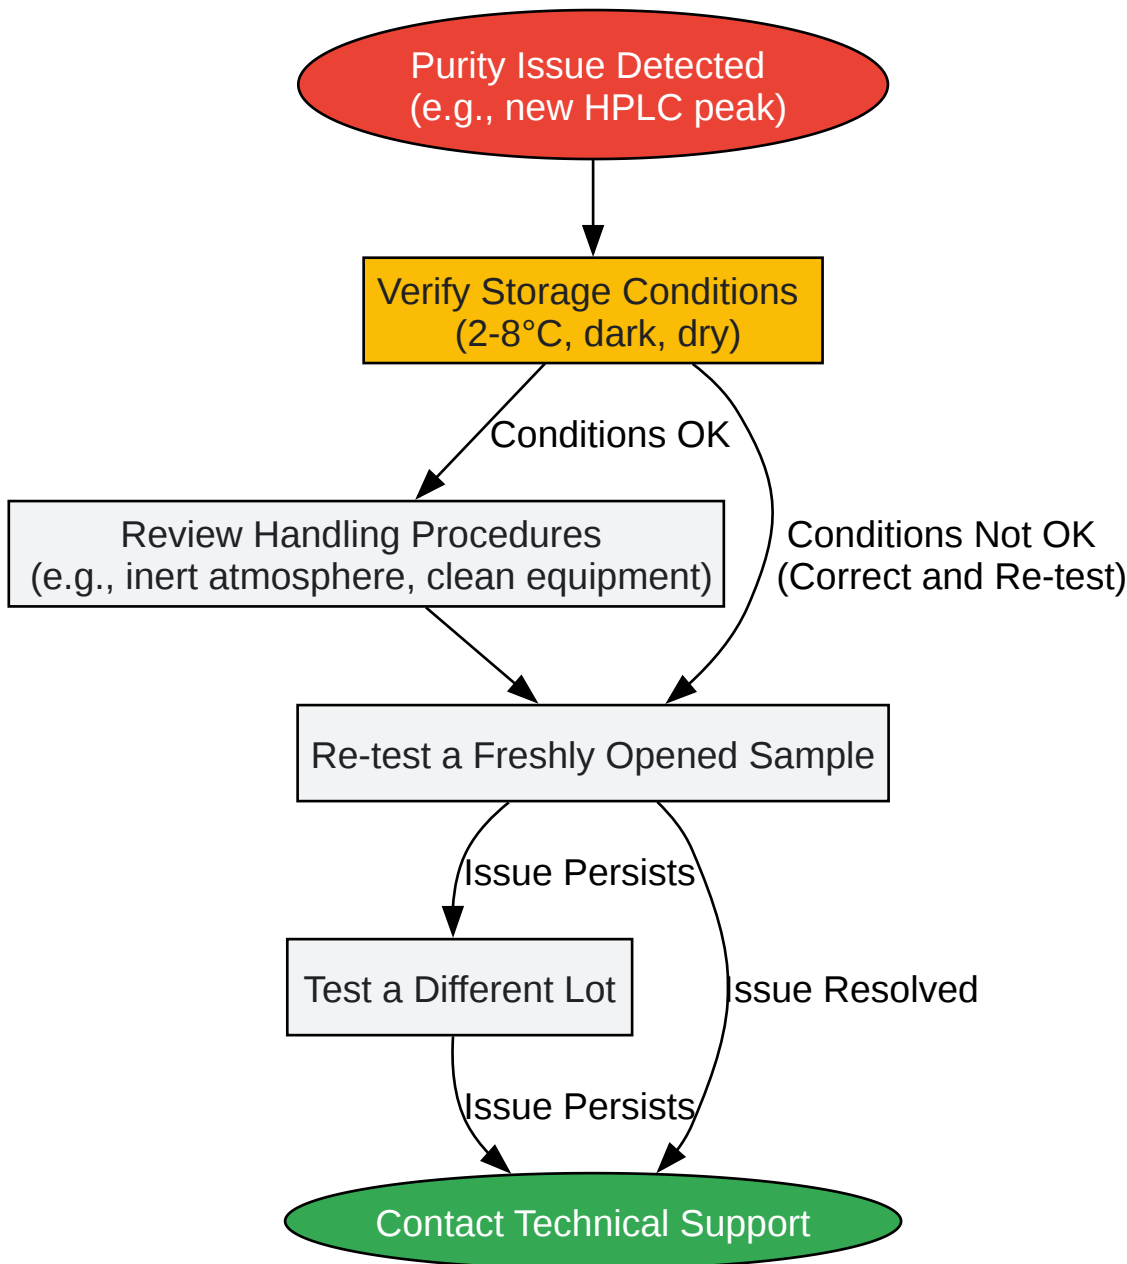 Purity Issue Detected
(e.g., new HPLC peak)
Verify Storage Conditions
(2-8°C, dark, dry)
Conditions OK
Review Handling Procedures
(e.g., inert atmosphere, clean equipment)
Conditions Not OK
(Correct and Re-test)
Re-test a Freshly Opened Sample
Issue Persists
Test a Different Lot
Issue Resolved
Issue Persists
Contact Technical Support